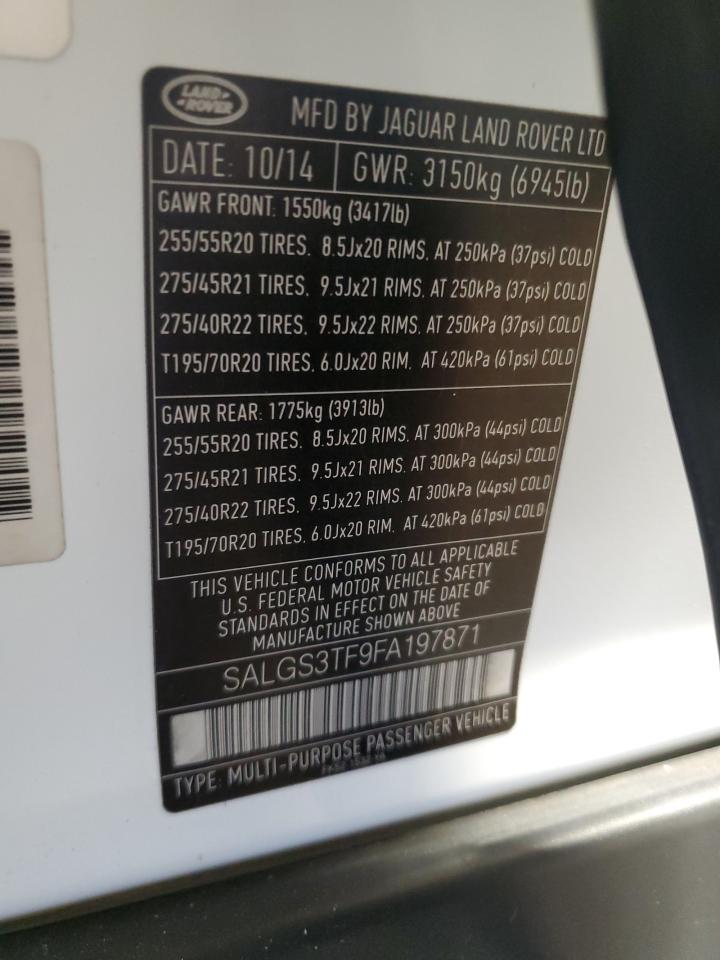 LAND ROVER
MFD BY JAGUAR LAND ROVER LTD
DATE: 10/14 GWR: 3150kg (6945lb)
GAWR FRONT: 1550kg (3417lb)
255/55R20 TIRES, 8.5Jx20 RIMS, AT 250kPa (37psi) COLD
275/45R21 TIRES, 9.5Jx21 RIMS, AT 250kPa (37psi) COLD
275/40R22 TIRES, 9.5Jx22 RIMS, AT 250kPa (37psi) COLD
T195/70R20 TIRES, 6.0Jx20 RIM, AT 420kPa (61psi) COLD
GAWR REAR: 1775kg (3913lb)
255/55R20 TIRES, 8.5Jx20 RIMS, AT 300kPa (44psi) COLD
275/45R21 TIRES, 9.5Jx21 RIMS, AT 300kPa (44psi) COLD
275/40R22 TIRES, 9.5Jx22 RIMS, AT 300kPa (44psi) COLD
T195/70R20 TIRES, 6.0Jx20 RIM, AT 420kPa (61psi) COLD
THIS VEHICLE CONFORMS TO ALL APPLICABLE
U.S. FEDERAL MOTOR VEHICLE SAFETY
STANDARDS IN EFFECT ON THE DATE OF
MANUFACTURE SHOWN ABOVE
SALGS3TF9FA197871
TYPE: MULTI-PURPOSE PASSENGER VEHICLE